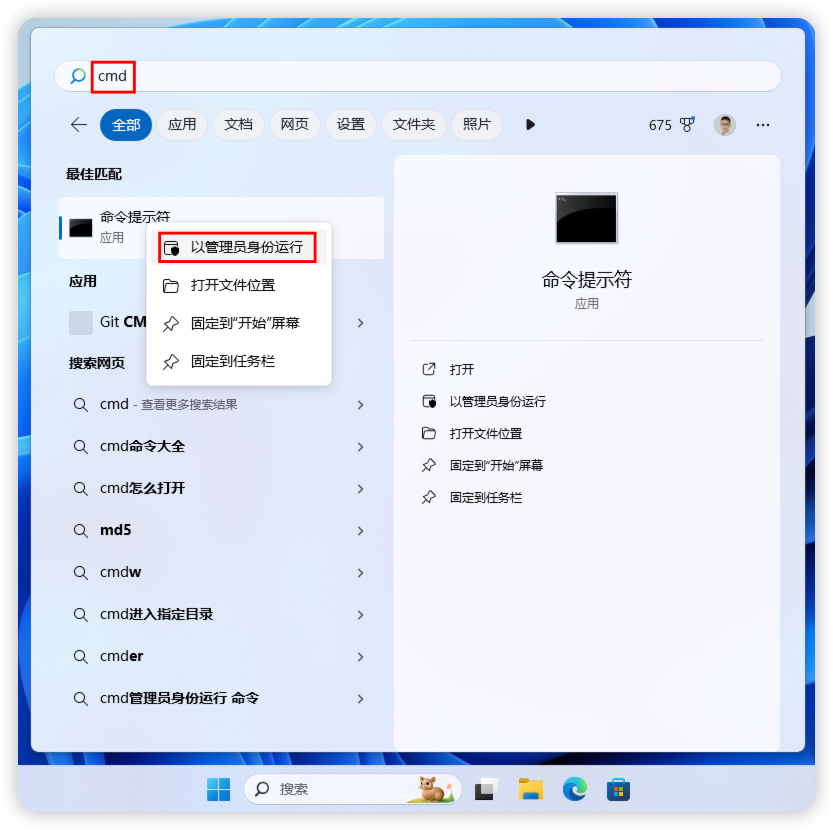 cmd
全部 应用 文档 网页 设置 文件夹 照片 675
最佳匹配
命令提示符
应用
以管理员身份运行
打开文件位置
固定到“开始”屏幕
固定到任务栏
应用
Git CM
搜索网页
cmd - 查看更多搜索结果
cmd命令大全
cmd怎么打开
md5
cmdw
cmd进入指定目录
cmder
cmd管理员身份运行 命令
命令提示符
应用
打开
以管理员身份运行
打开文件位置
固定到“开始”屏幕
固定到任务栏
搜索